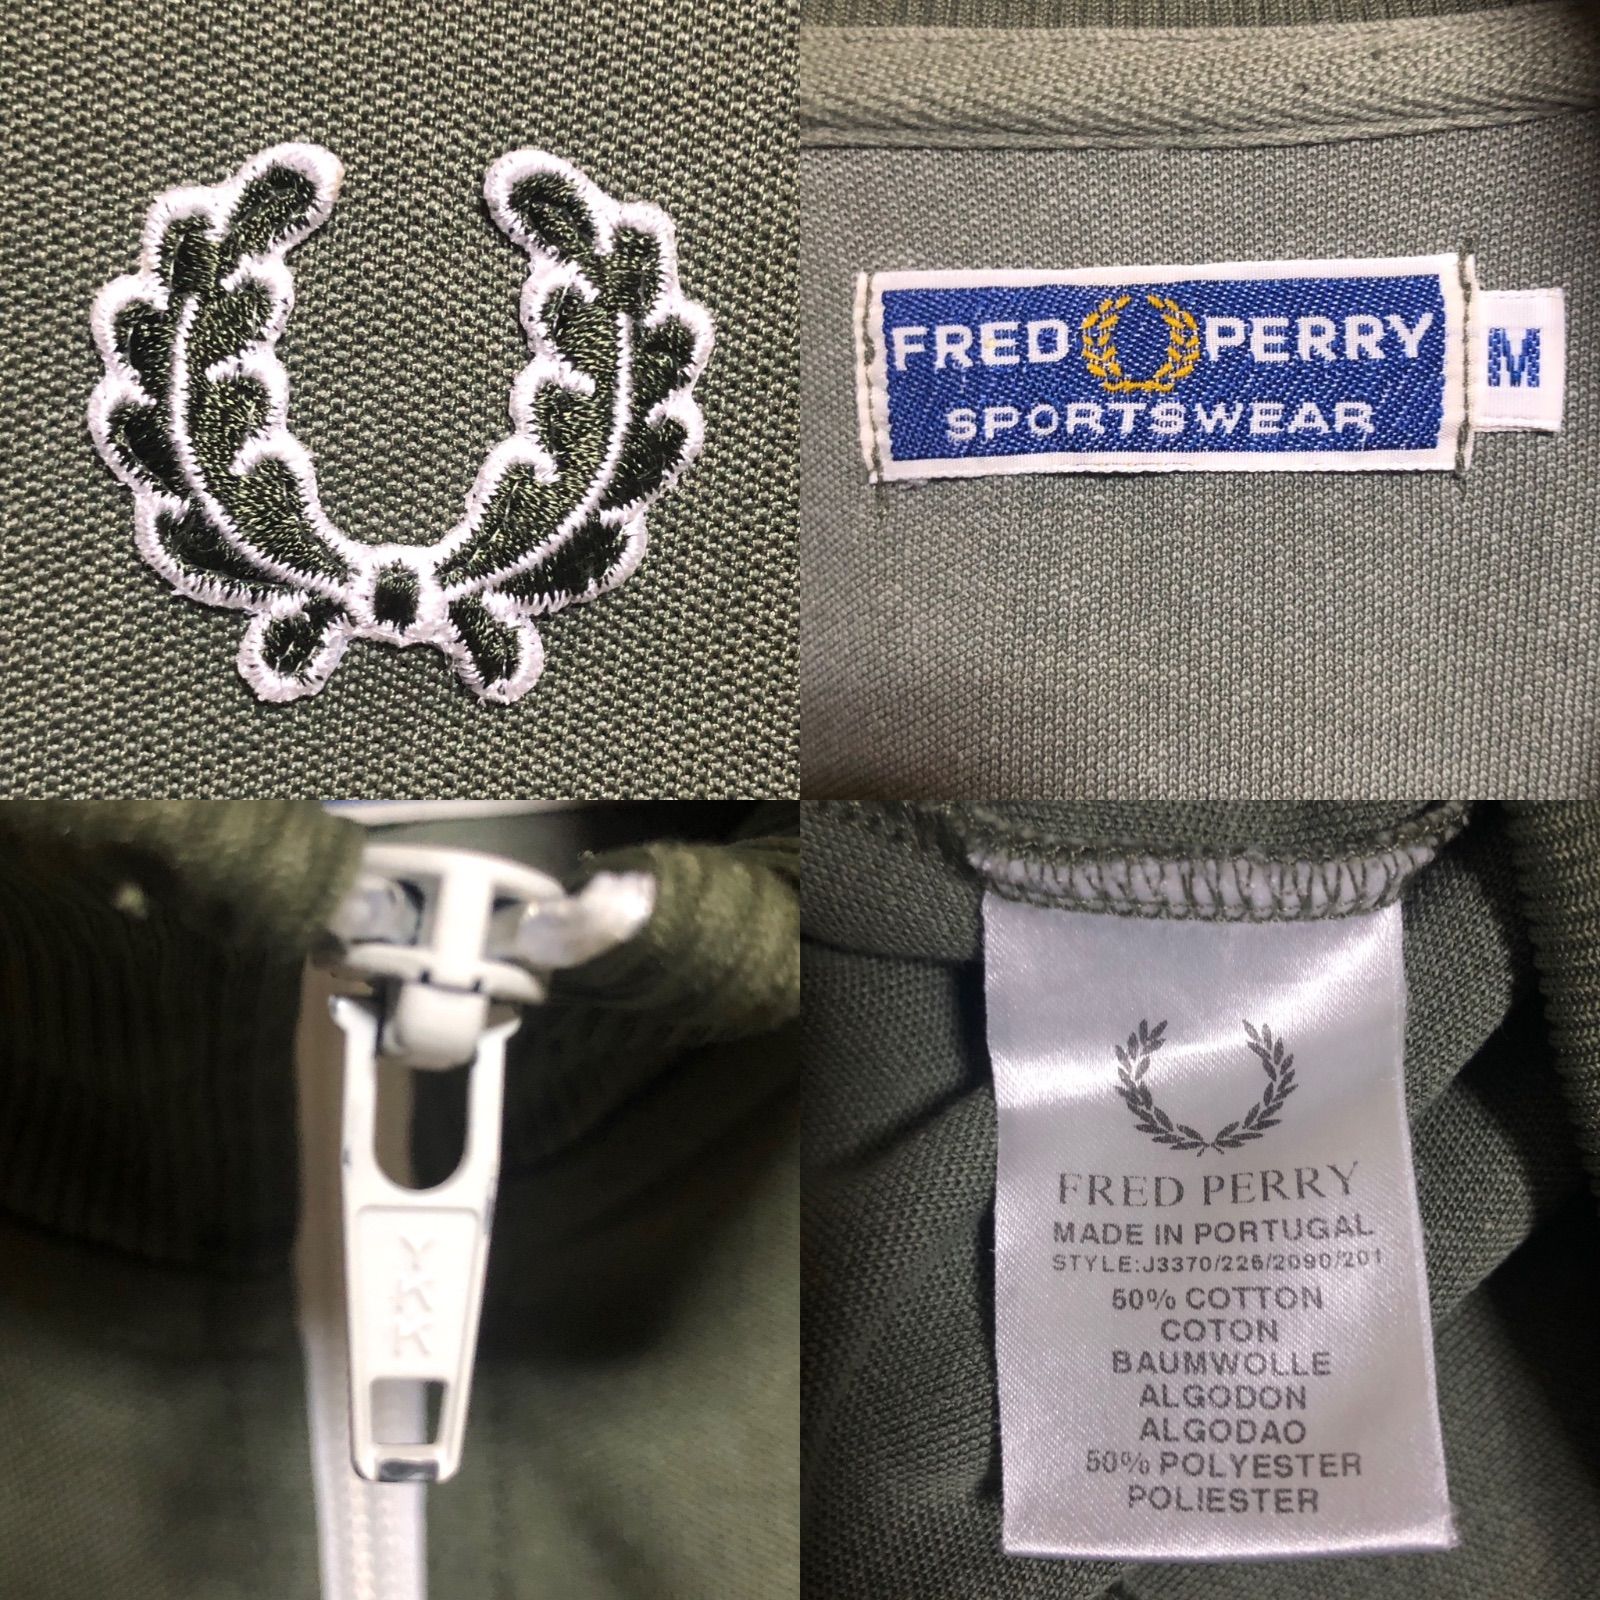 FRED PERRY
SPORTSWEAR
M
YKK
FRED PERRY
MADE IN PORTUGAL
STYLE:J3370/226/2090/201
50% COTTON
COTON
BAUMWOLLE
ALGODON
ALGODAO
50% POLYESTER
POLIESTER